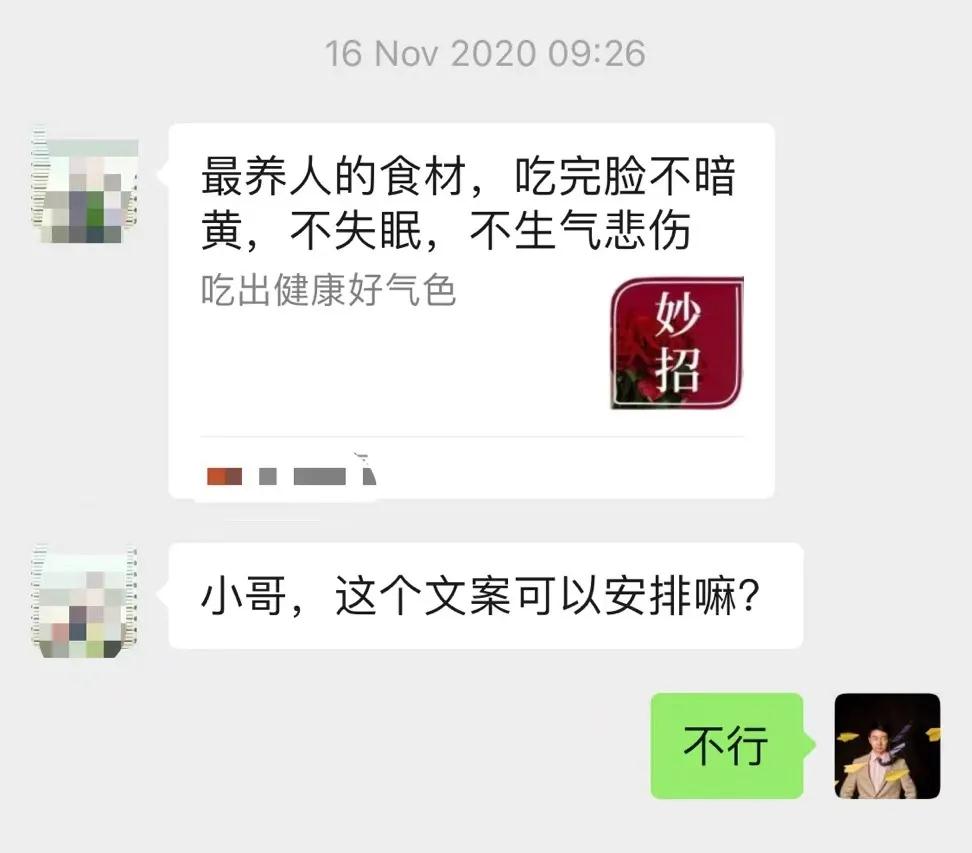 16 Nov 2020 09:26
最养人的食材，吃完脸不暗
黄，不失眠，不生气悲伤
吃出健康好气色
妙
招
小哥，这个文案可以安排嘛？
不行